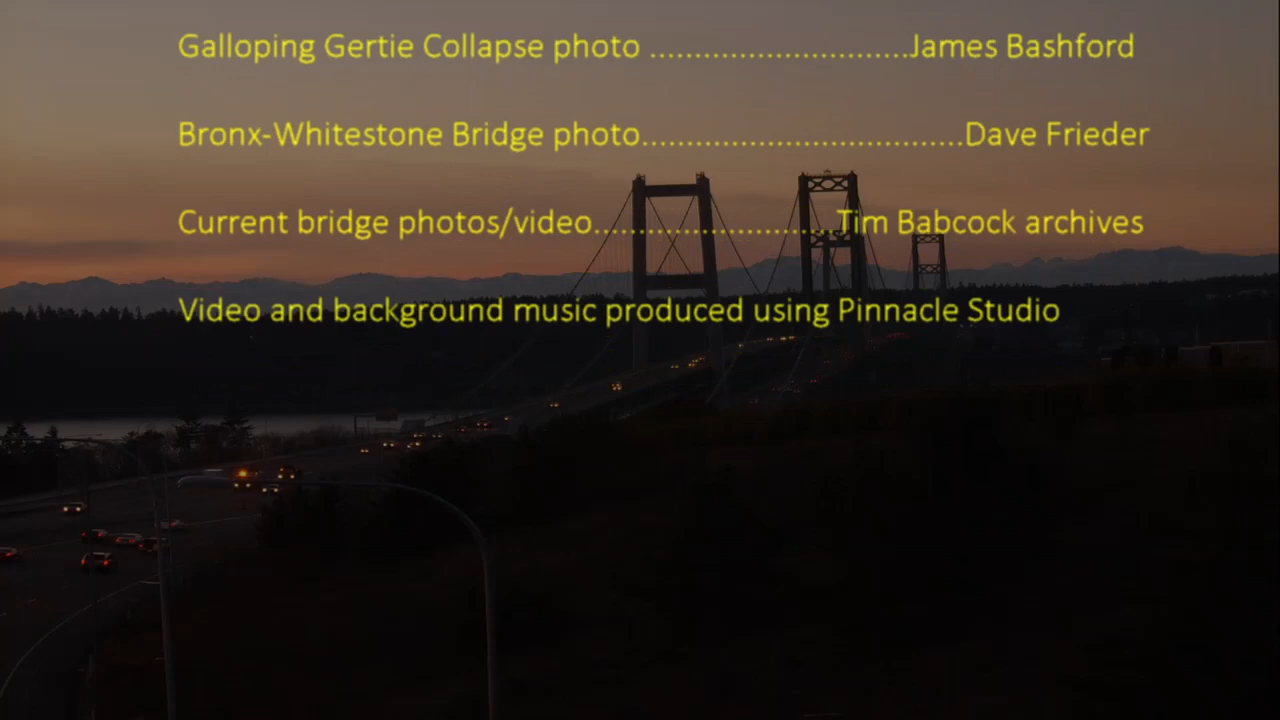 Galloping Gertie Collapse photo .............................James Bashford
Bronx-Whitestone Bridge photo....................................Dave Frieder
Current bridge photos/video...........................Tim Babcock archives
Video and background music produced using Pinnacle Studio